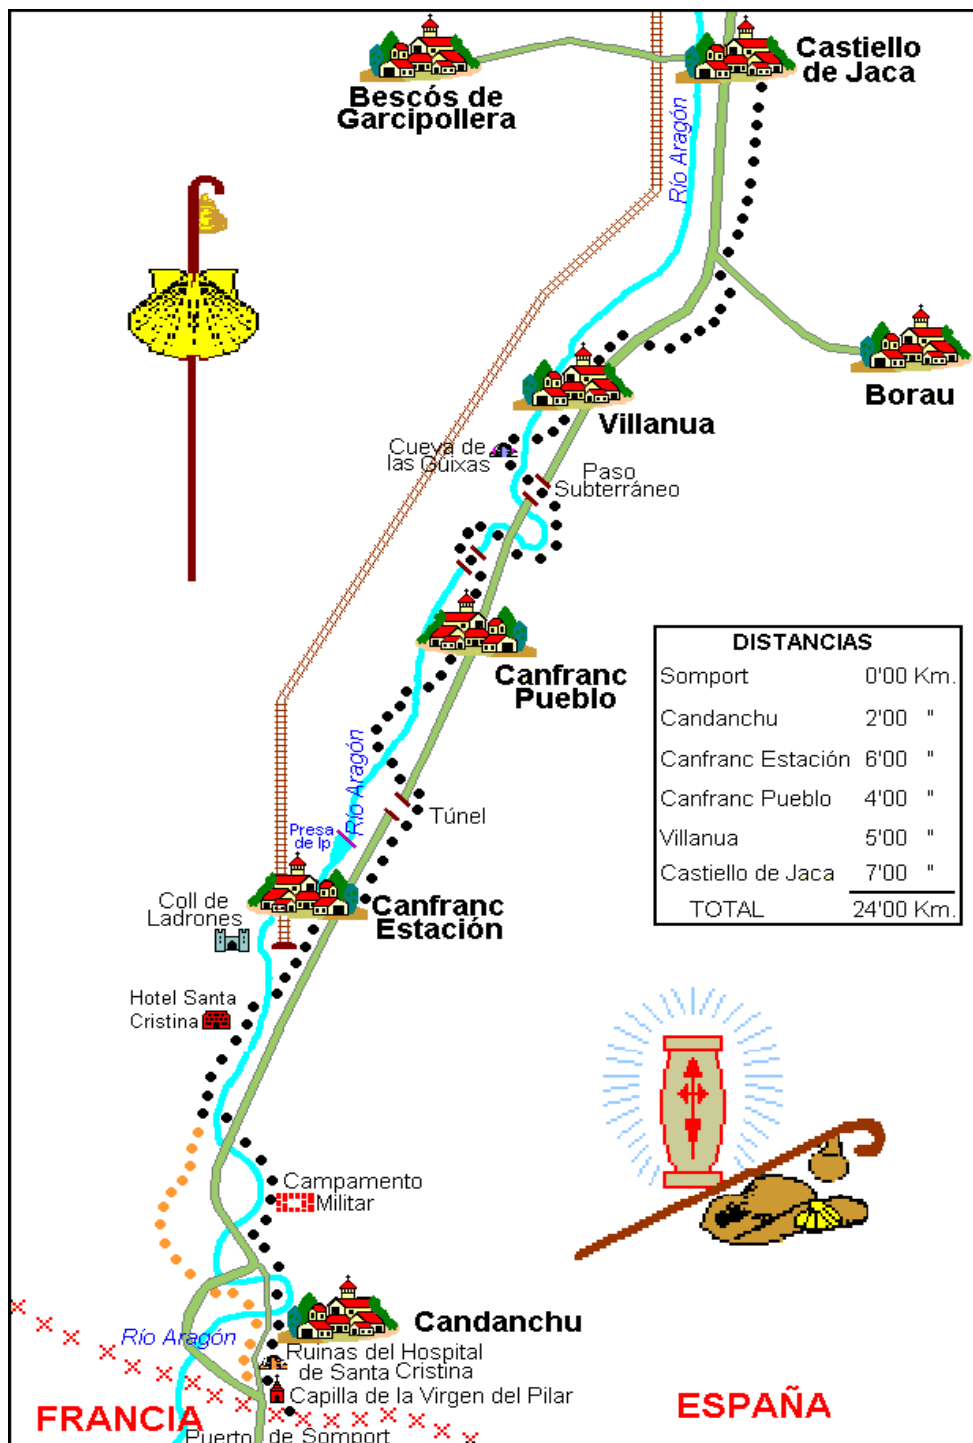 Castiello
de Jaca
Bescós de
Garcipollera
Río Aragón
Borau
Villanua
Cueva de
las Guixas
Paso
Subterráneo
Canfranc
Pueblo
DISTANCIAS
Somport 0'00 Km.
Candanchu 2'00 "
Canfranc Estación 6'00 "
Canfranc Pueblo 4'00 "
Villanua 5'00 "
Castiello de Jaca 7'00 "
TOTAL 24'00 Km.
Río Aragón
Túnel
Presa
de Ip
Coll de
Ladrones
Canfranc
Estación
Hotel Santa
Cristina
Campamento
Militar
Candanchu
Río Aragón
Ruinas del Hospital
de Santa Cristina
Capilla de la Virgen del Pilar
FRANCIA
ESPAÑA
Puerto de Somport